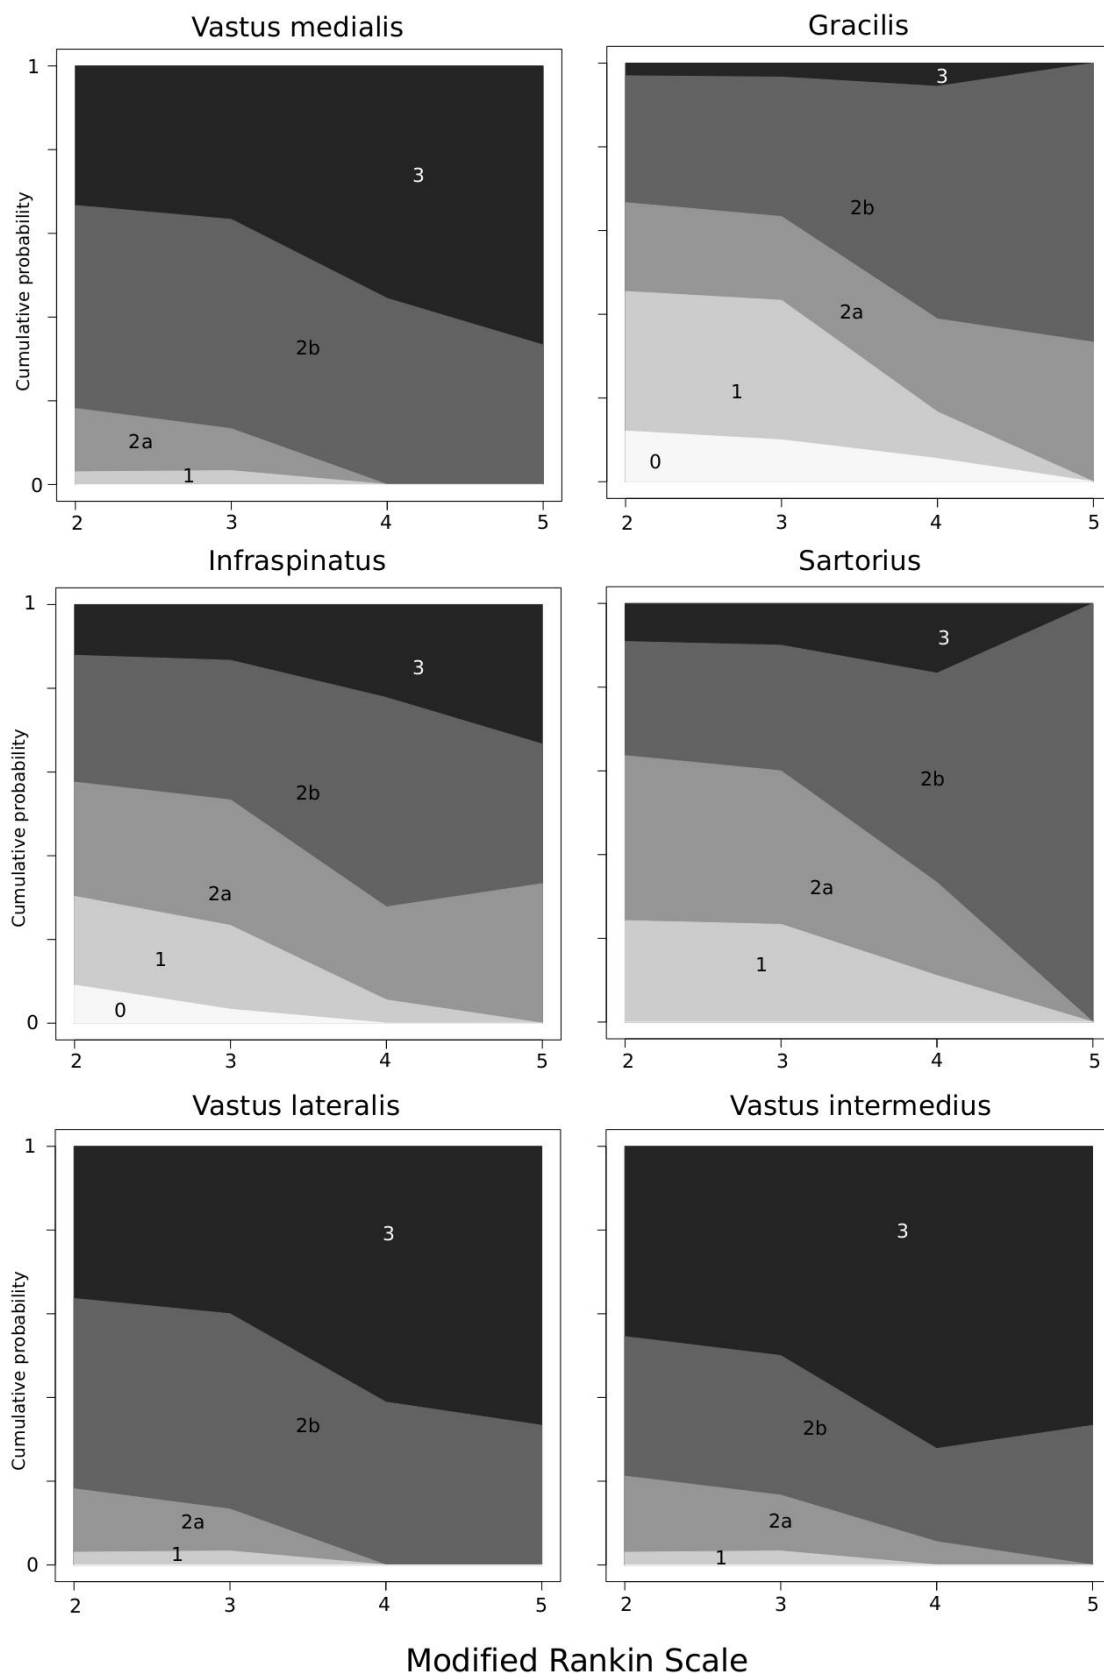 Vastus medialis
Gracilis
1
3
3
2b
Cumulative probability
2b
2a
2a
1
1
0
0
2
3
4
5
2
3
4
5
Infraspinatus
Sartorius
1
3
3
2b
2b
Cumulative probability
2a
2a
1
1
0
0
2
3
4
5
2
3
4
5
Vastus lateralis
Vastus intermedius
1
3
3
Cumulative probability
2b
2b
2a
2a
1
1
0
2
3
4
5
2
3
4
5
Modified Rankin Scale